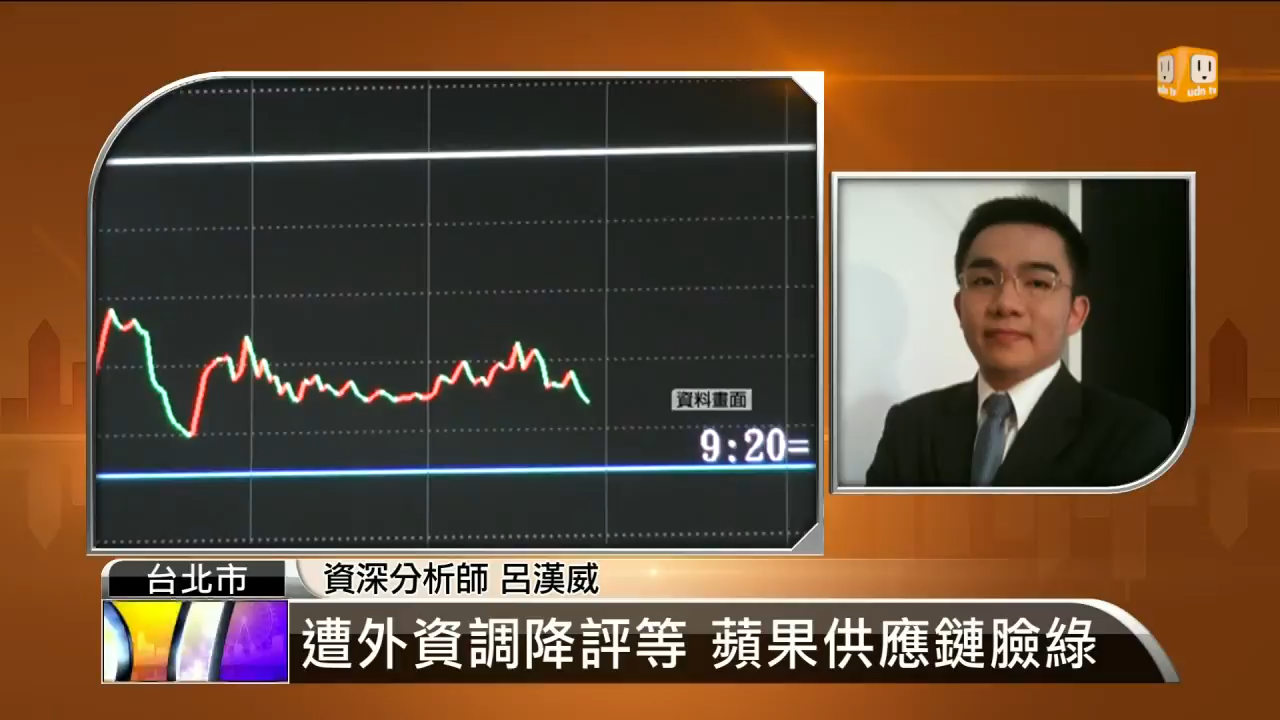 udn tv
資料畫面
9:20=
台北市
資深分析師 呂漢威
遭外資調降評等 蘋果供應鏈臉綠